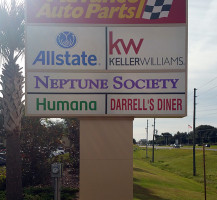 Auto Parts
Allstate
kw
KELLERWILLIAMS
NEPTUNE SOCIETY
Humana
DARRELL'S DINER